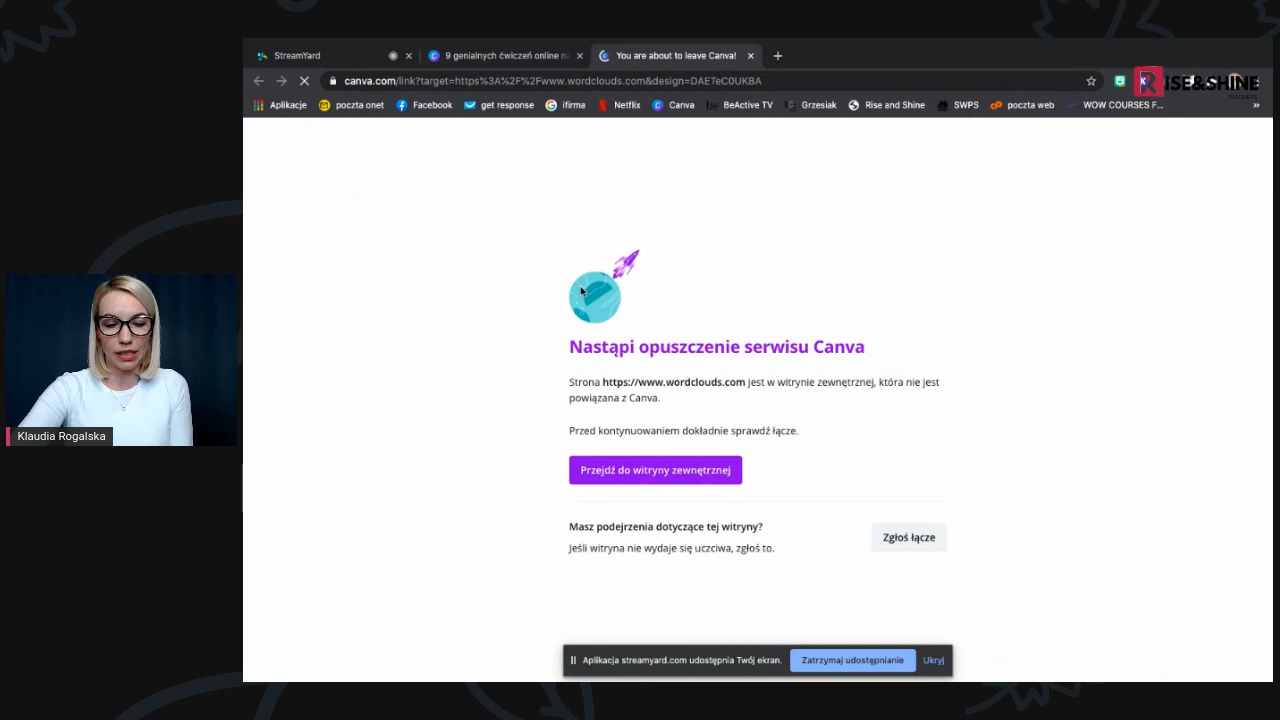 StreamYard
9 genialnych ćwiczeń online na
You are about to leave Canva!
canva.com/link?target=https%3A%2F%2Fwww.wordclouds.com&design=DAETeC0UKBA
RISE&SHINE
Aplikacje
poczta onet
Facebook
get response
ifirma
Netflix
Canva
BeActive TV
Grzesiak
Rise and Shine
SWPS
poczta web
WOW COURSES F...
Nastąpi opuszczenie serwisu Canva
Strona https://www.wordclouds.com jest w witrynie zewnętrznej, która nie jest
powiązana z Canva.
Przed kontynuowaniem dokładnie sprawdź łącze.
Przejdź do witryny zewnętrznej
Masz podejrzenia dotyczące tej witryny?
Jeśli witryna nie wydaje się uczciwa, zgłoś to.
Zgłoś łącze
Klaudia Rogalska
Aplikacja streamyard.com udostępnia Twój ekran.
Zatrzymaj udostępnianie
Ukryj